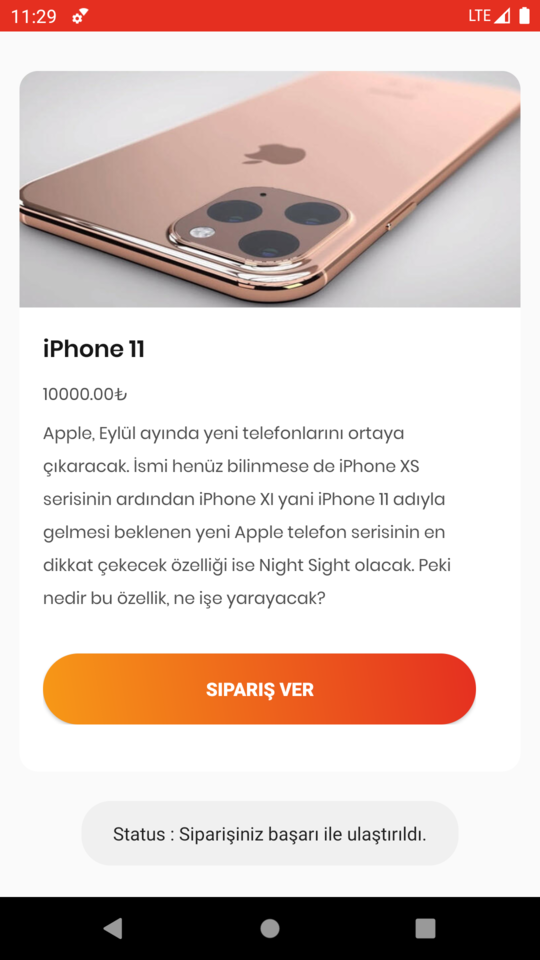 11:29
LTE
iPhone 11
10000.00₺
Apple, Eylül ayında yeni telefonlarını ortaya
çıkaracak. İsmi henüz bilinmese de iPhone XS
serisinin ardından iPhone XI yani iPhone 11 adıyla
gelmesi beklenen yeni Apple telefon serisinin en
dikkat çekecek özelliği ise Night Sight olacak. Peki
nedir bu özellik, ne işe yarayacak?
SIPARIŞ VER
Status : Siparişiniz başarı ile ulaştırıldı.